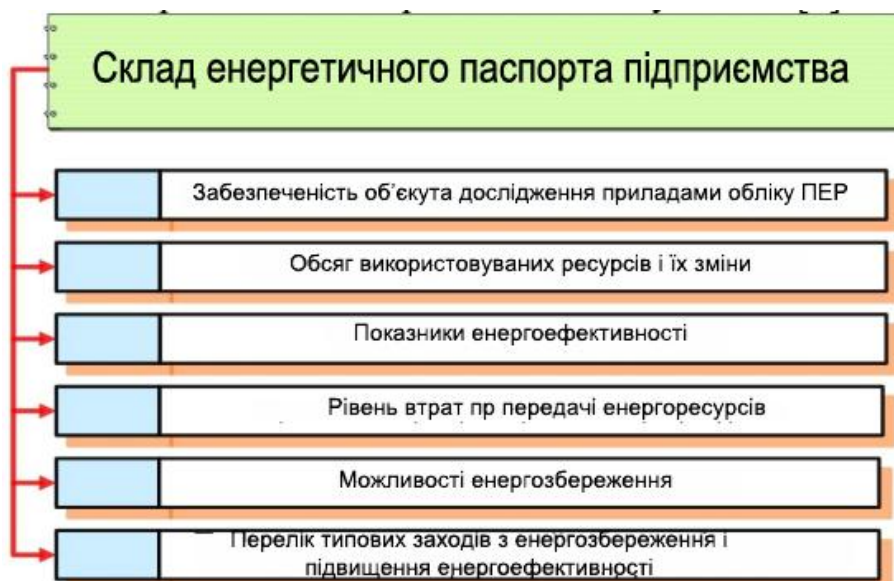 Склад енергетичного паспорта підприємства
Забезпеченість об’єкута дослідження приладами обліку ПЕР
Обсяг використовуваних ресурсів і їх зміни
Показники енергоефективності
Рівень втрат пр передачі енергоресурсів
Можливості енергозбереження
Перелік типових заходів з енергозбереження і
підвищення енергоефективності